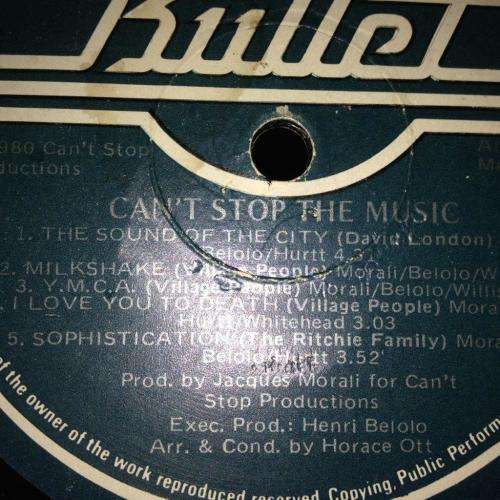 Bullet
1980 Can't Stop
ductions
CAN'T STOP THE MUSIC
1. THE SOUND OF THE CITY (David London)
Belolo/Hurtt 4.51
2. MILKSHAKE (Village People) Morali/Belolo/W
3. Y.M.C.A. (Village People) Morali/Belolo/Willi
I LOVE YOU TO DEATH (Village People) Mora
Hurtt/Whitehead 3.03
5. SOPHISTICATION (The Ritchie Family) Mora
Belolo/Hurtt 3.52
Prod. by Jacques Morali for Can't
Stop Productions
Exec. Prod.: Henri Belolo
Arr. & Cond. by Horace Ott
of the owner of the work reproduced reserved. Copying, Public Perform